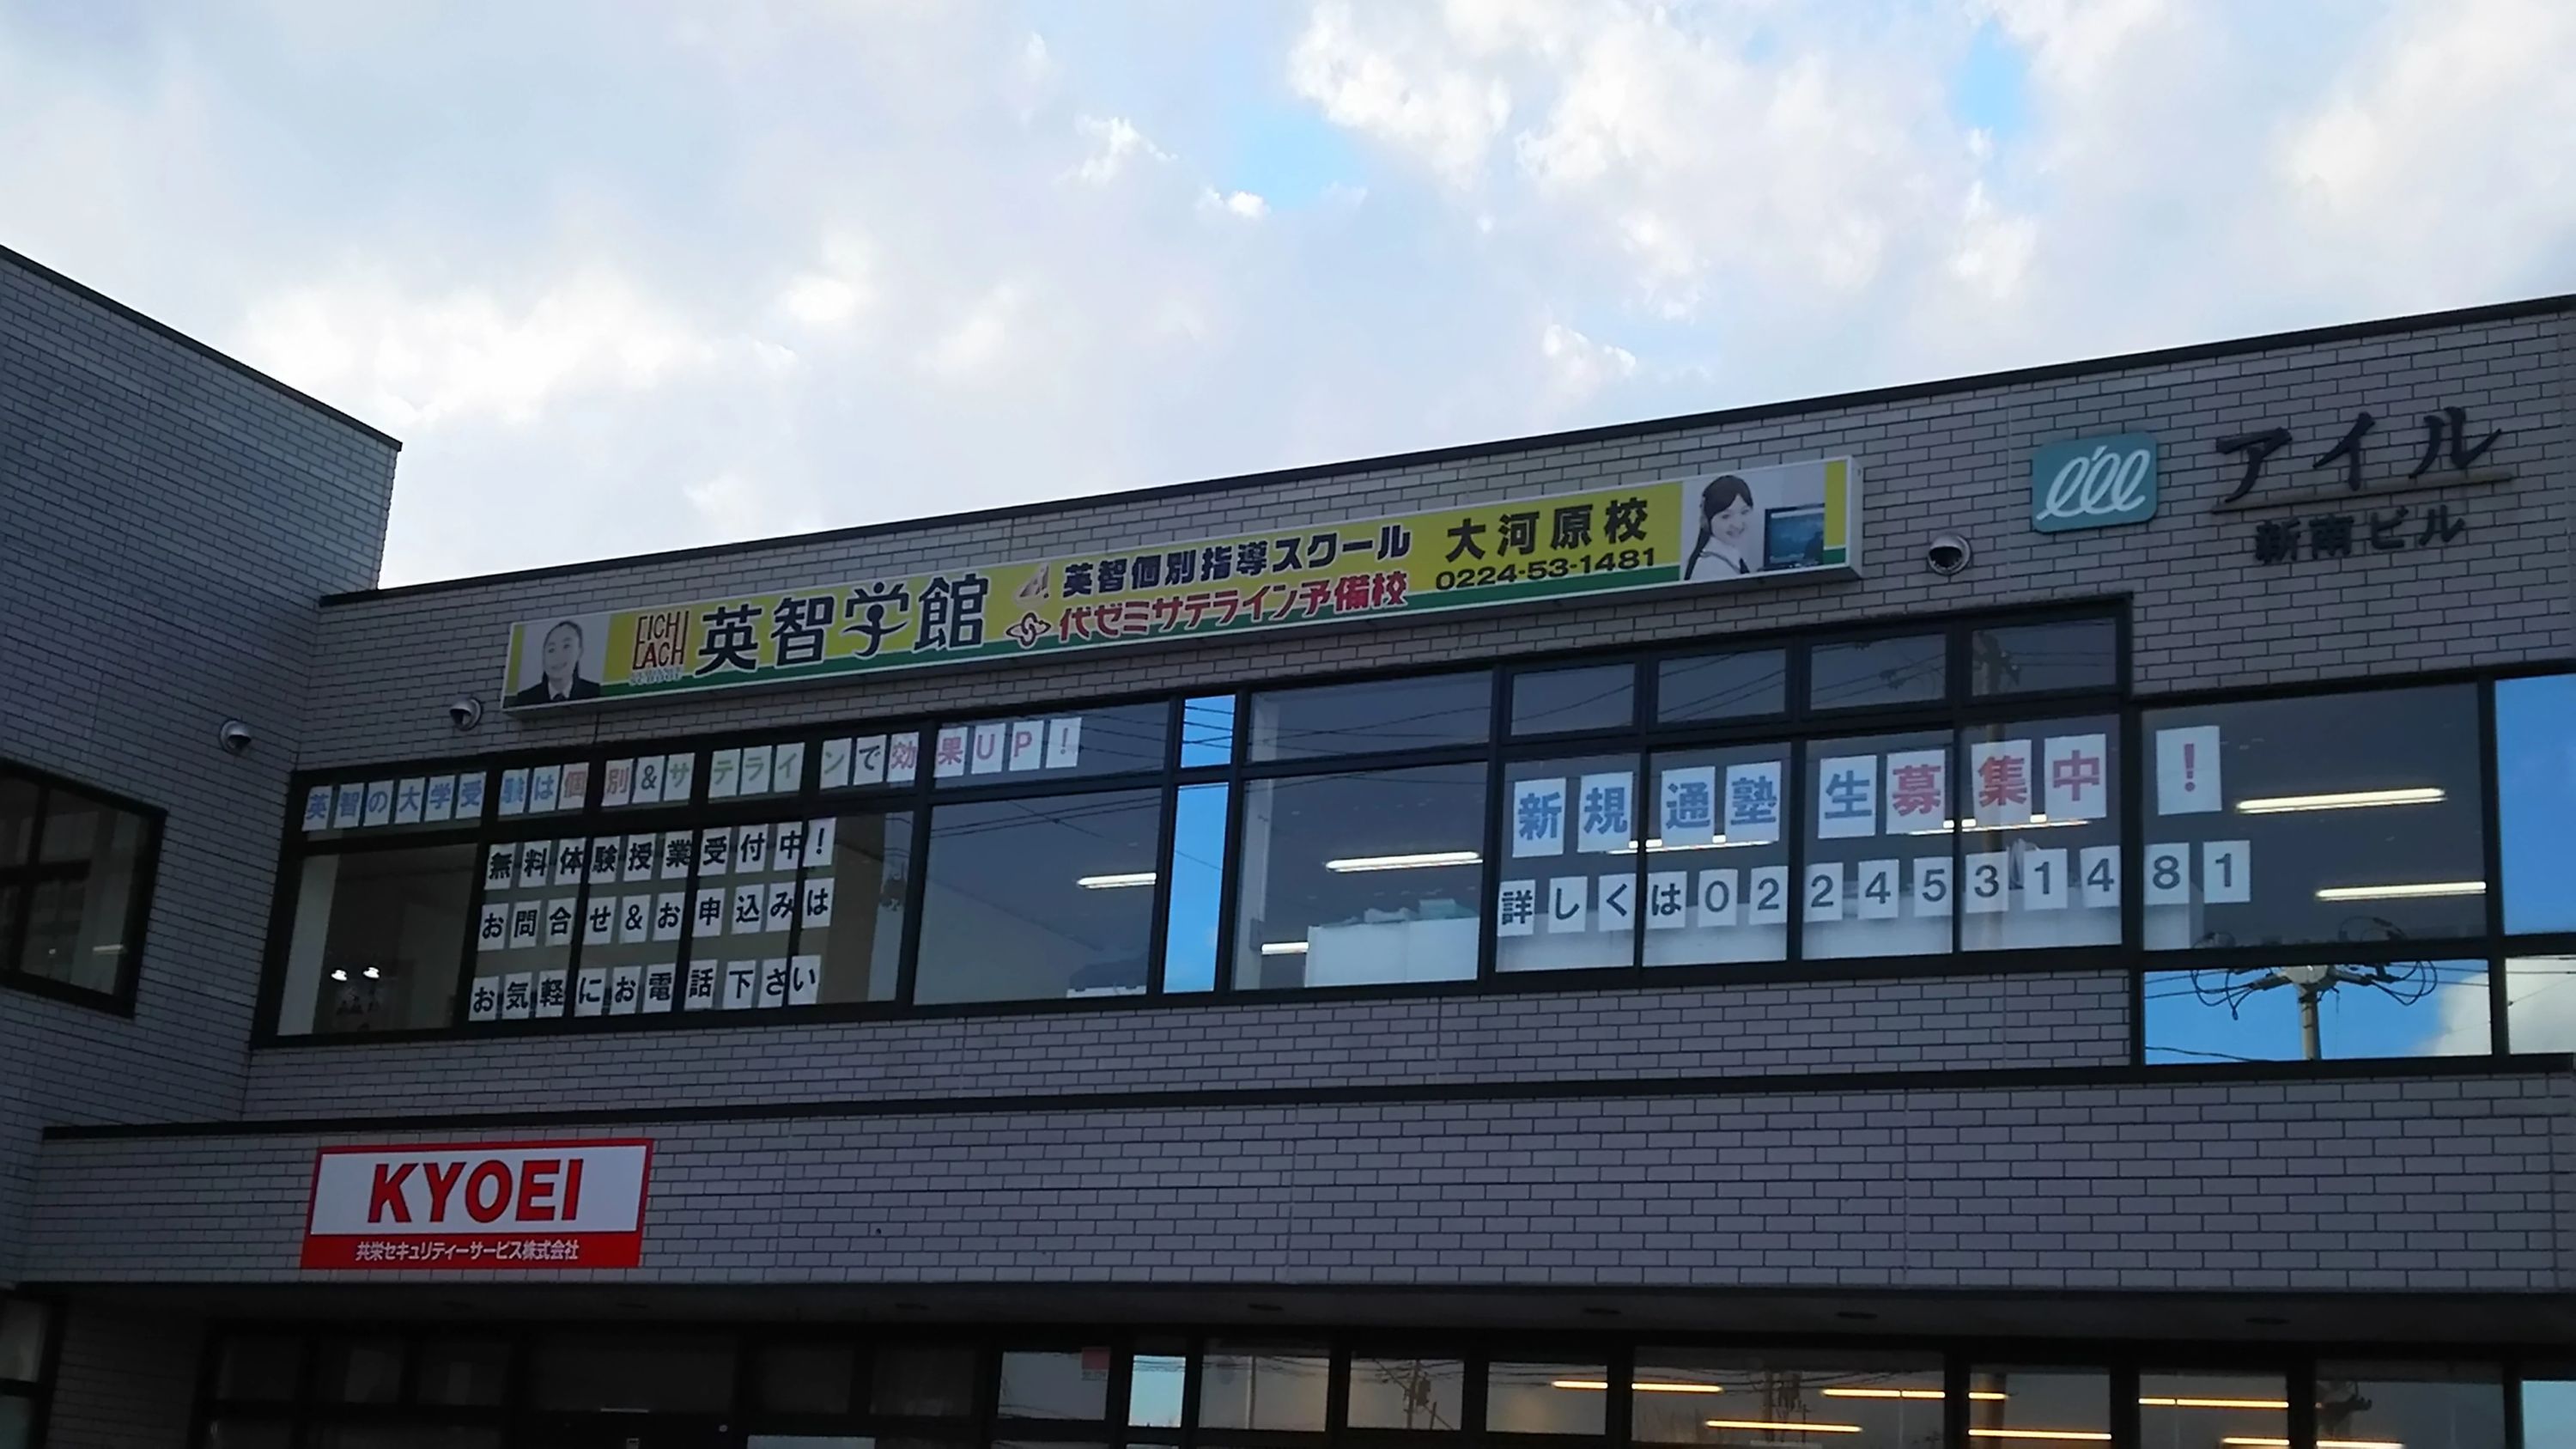 アイル
新南ビル
EICHI
EACH
英智学館
英智個別指導スクール
代ゼミサテライン予備校
大河原校
0224-53-1481
英智の大学受験は個別&サテラインで効果UP!
無料体験授業受付中!
お問合せ&お申込みは
お気軽にお電話下さい
新規通塾生募集中!
詳しくは0224531481
KYOEI
共栄セキュリティーサービス株式会社